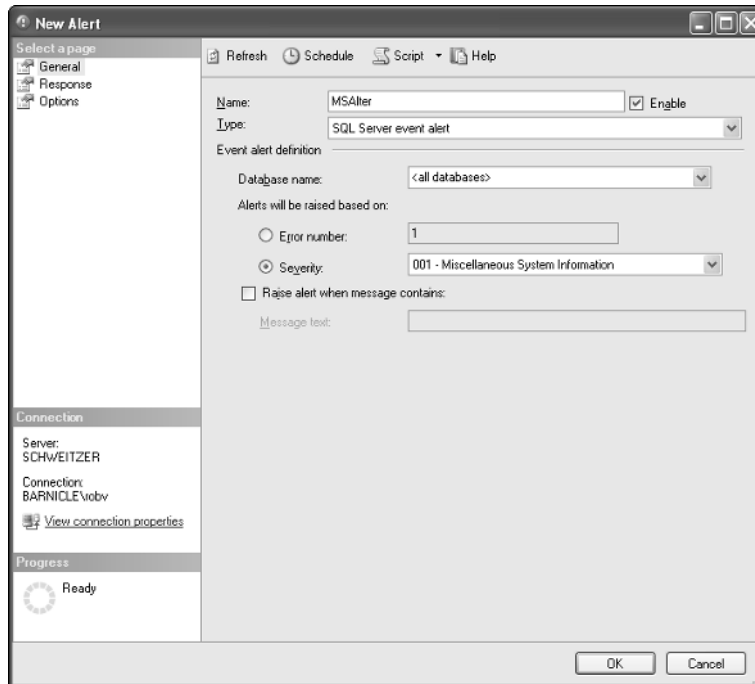 New Alert
Select a page
General
Response
Options
Refresh Schedule Script Help
Name: MSAlter Enable
Type: SQL Server event alert
Event alert definition
Database name: <all databases>
Alerts will be raised based on:
Error number: 1
Severity: 001 - Miscellaneous System Information
Raise alert when message contains:
Message text:
Connection
Server:
SCHWEITZER
Connection:
BARNICLE\robv
View connection properties
Progress
Ready
OK Cancel